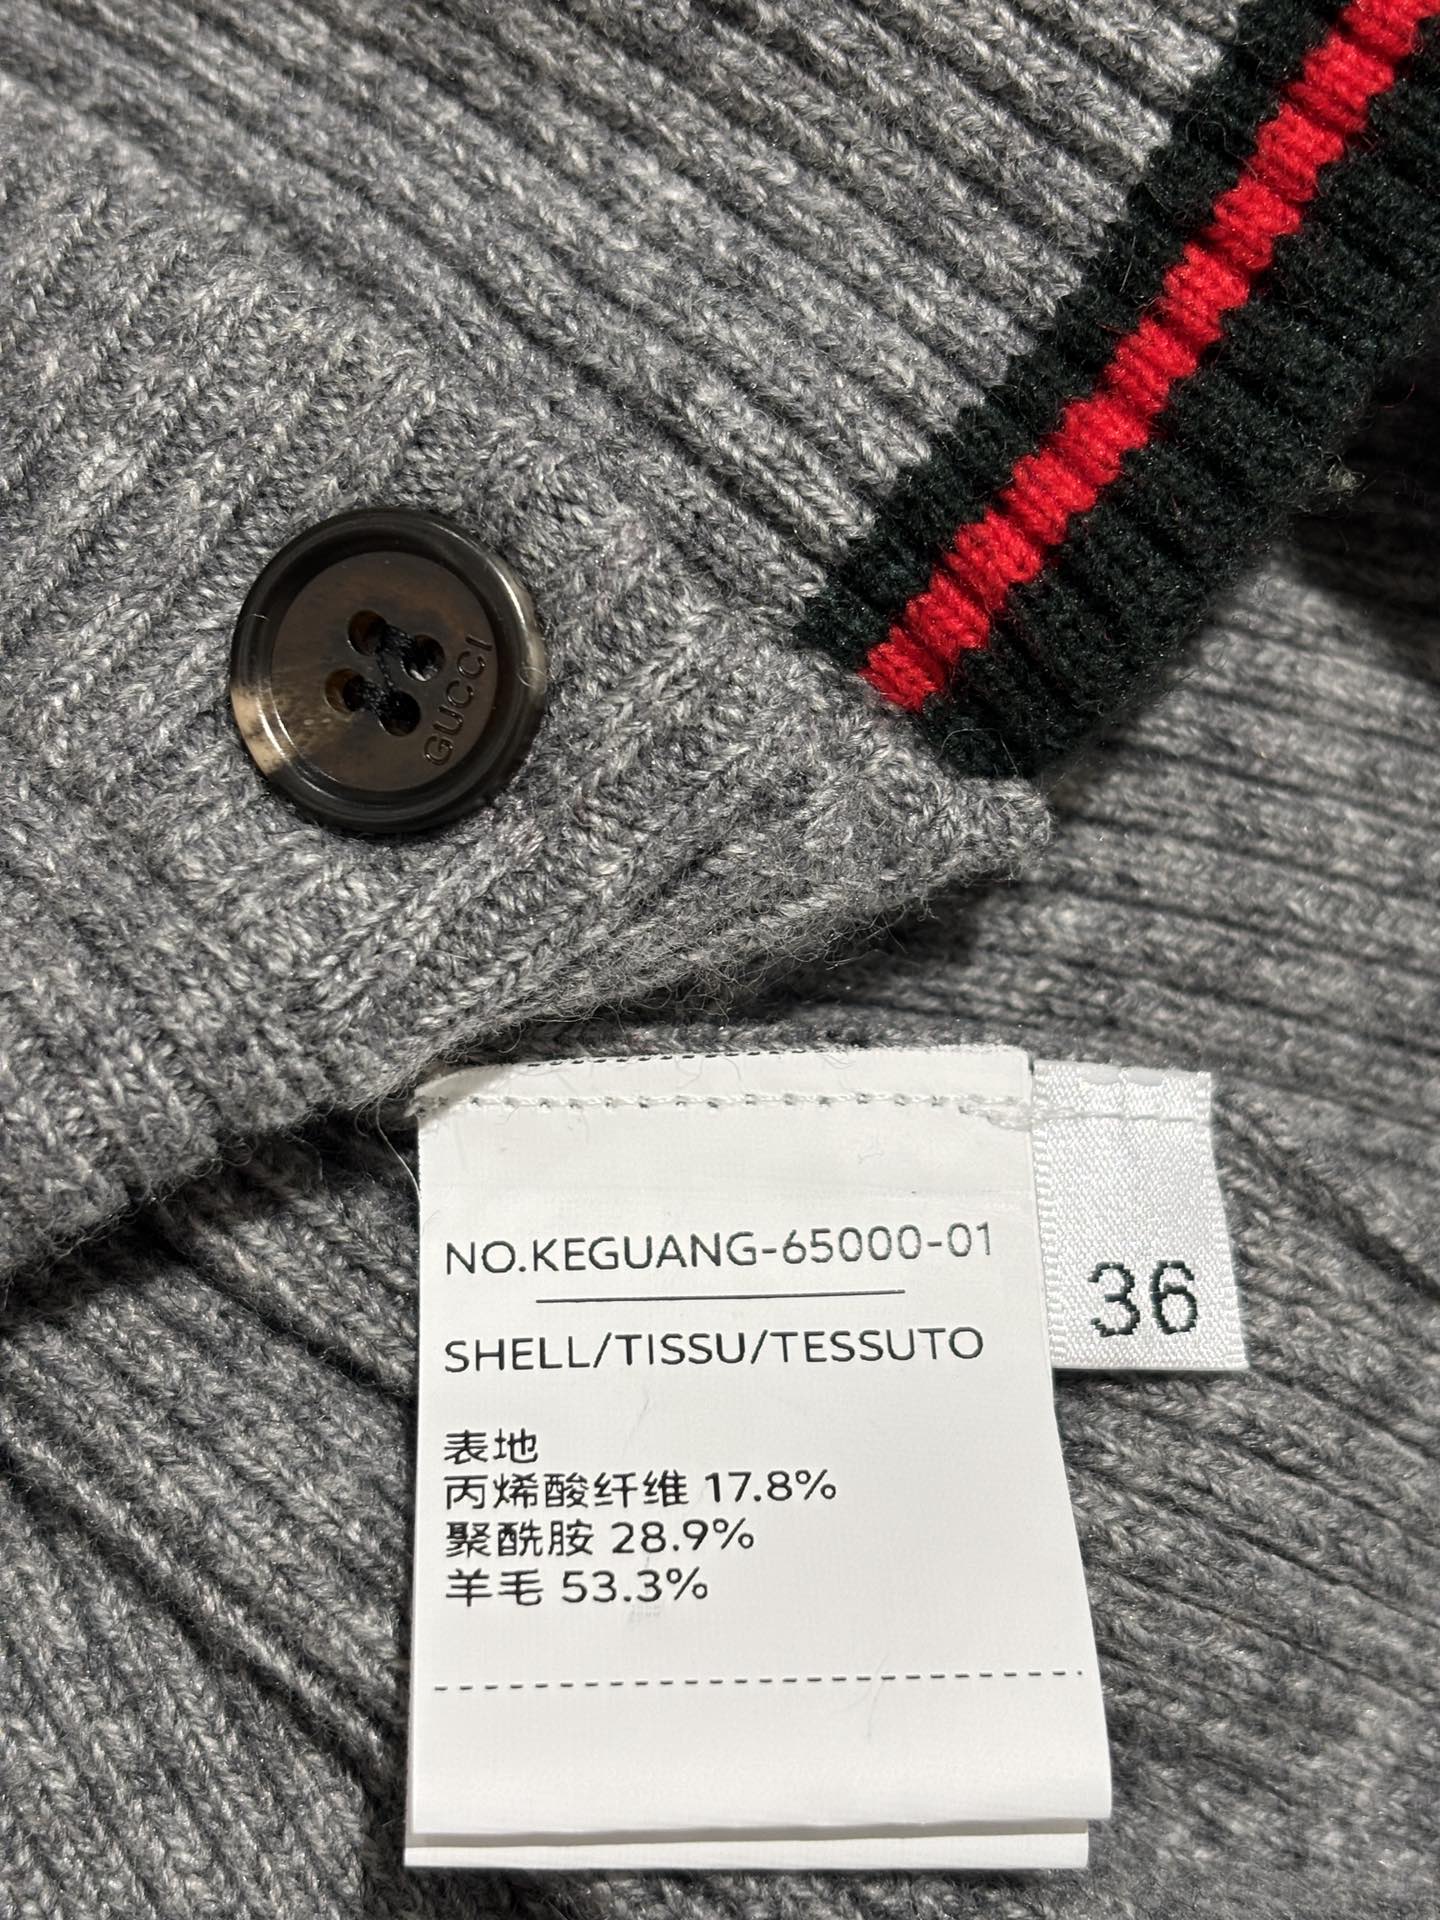 GUCCI
NO.KEGUANG-65000-01
36
SHELL/TISSU/TESSUTO
表地
丙烯酸纤维 17.8%
聚酰胺 28.9%
羊毛 53.3%